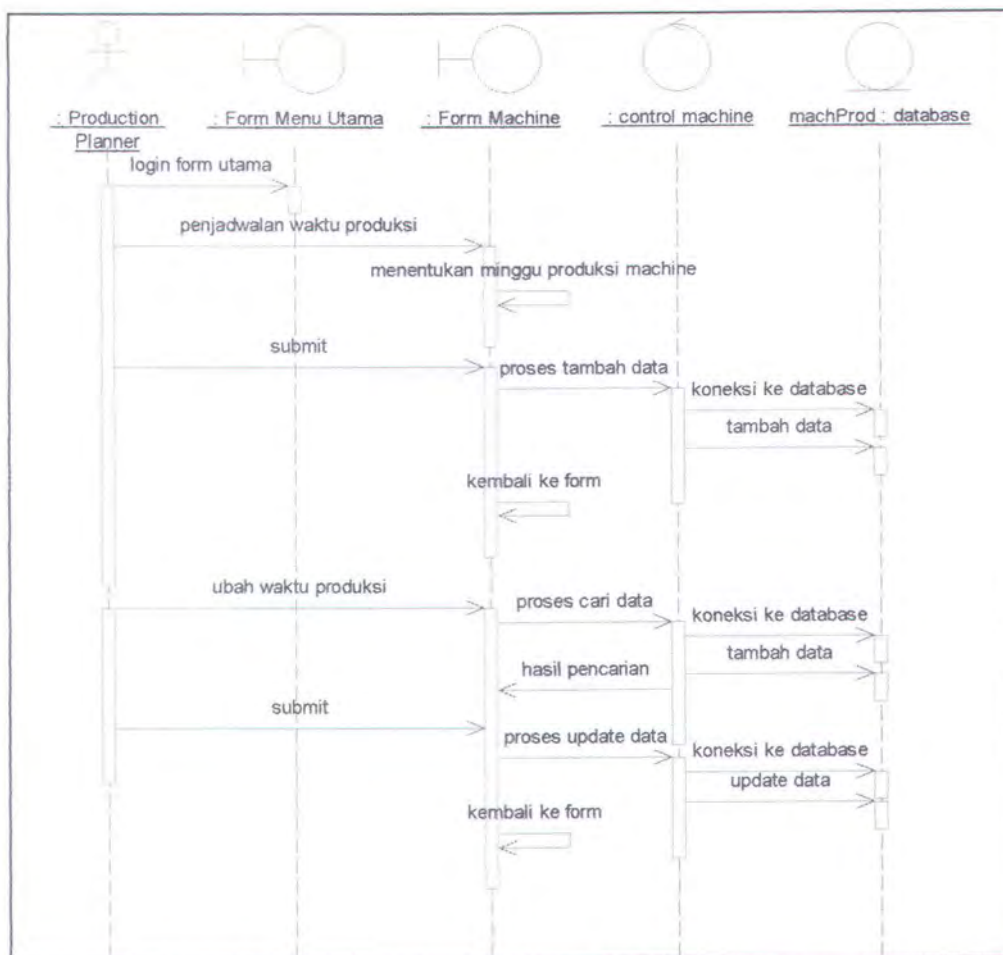 : Production
Planner
: Form Menu Utama
: Form Machine
: control machine
machProd : database
login form utama
penjadwalan waktu produksi
menentukan minggu produksi machine
submit
proses tambah data
koneksi ke database
tambah data
kembali ke form
ubah waktu produksi
proses cari data
koneksi ke database
tambah data
hasil pencarian
submit
proses update data
koneksi ke database
update data
kembali ke form